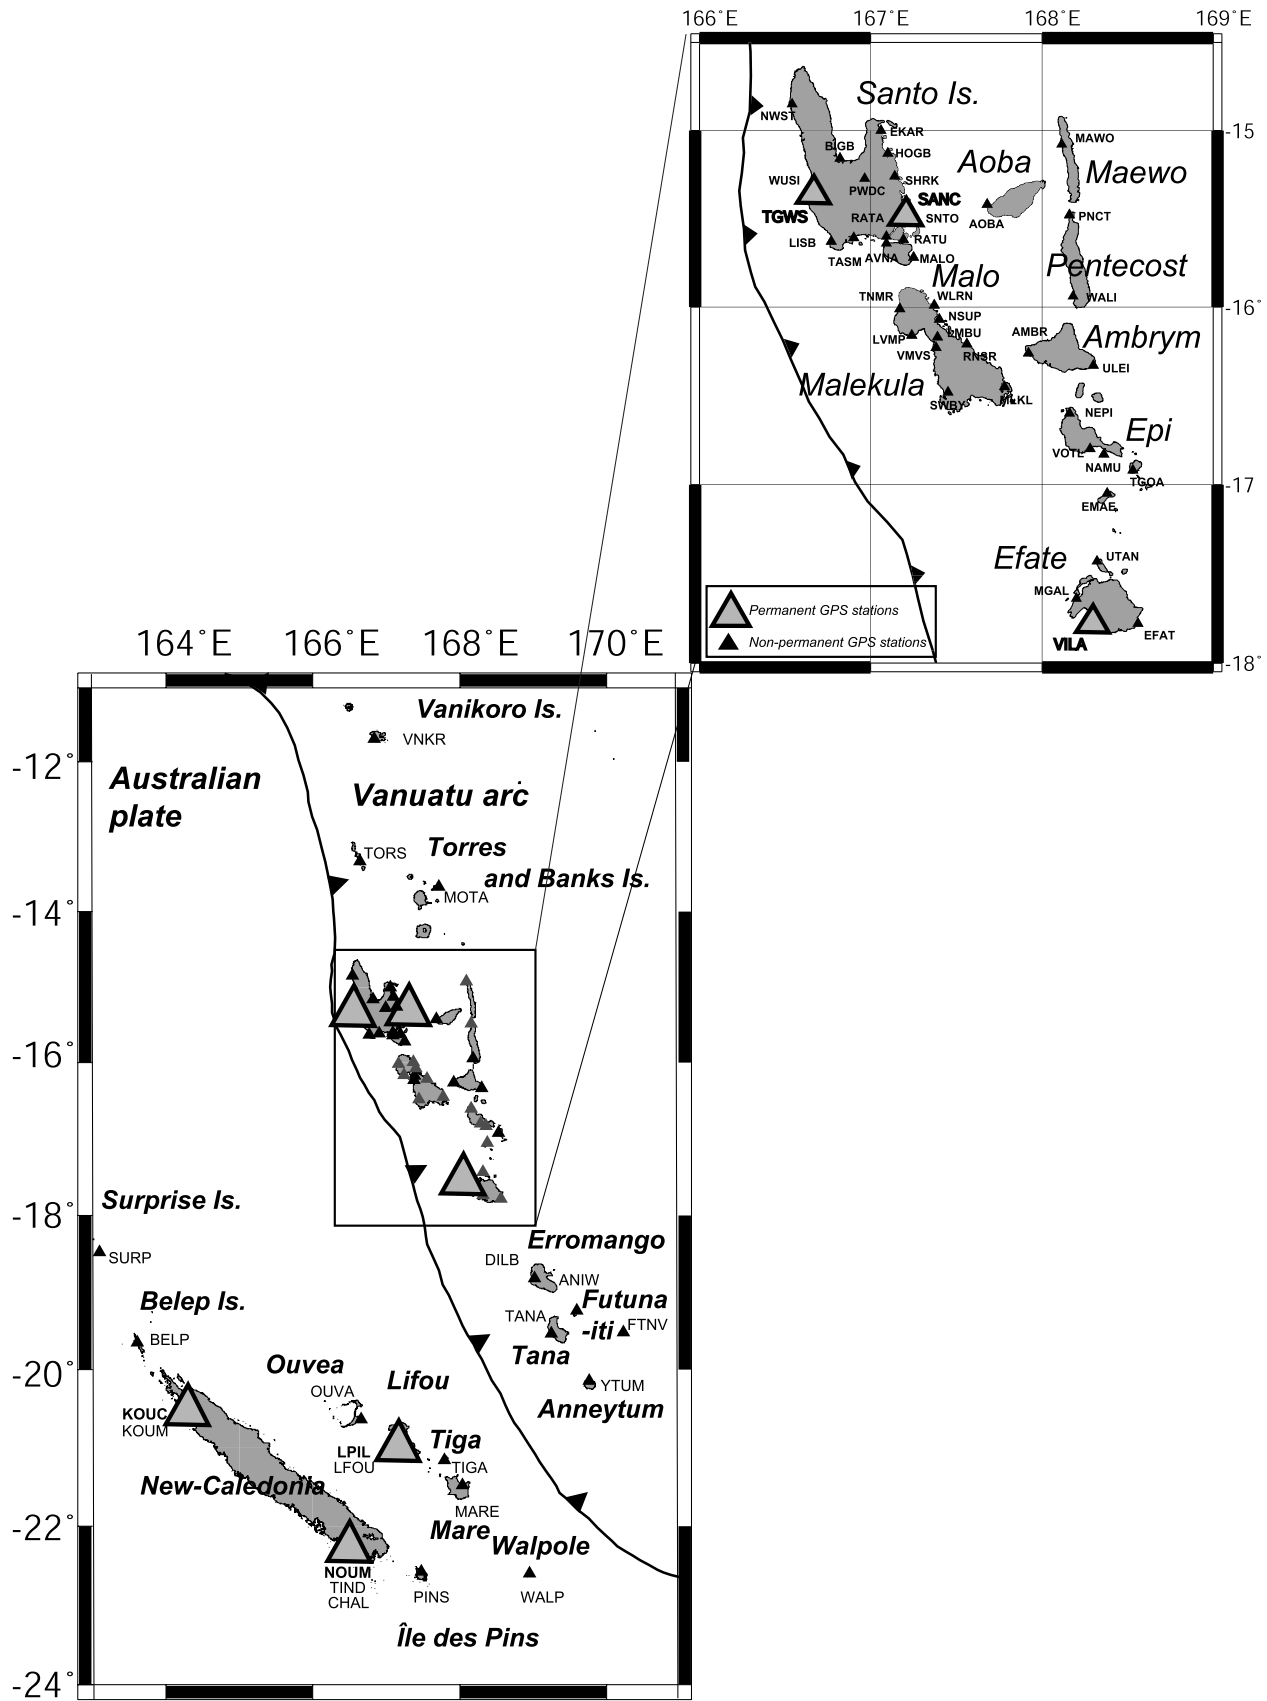 166°E
167°E
168°E
169°E
Santo Is.
NWST
EKAR
-15
MAWO
BIGB
HOGB
Aoba
Maewo
WUSI
PWDC
SHRK
SANC
TGWS
RATA
SNTO
AOBA
PNCT
LISB
RATU
TASM
AVNA
MALO
Malo
Pentecost
TNMR
WLRN
WALI
-16°
NSUP
LVMP
LMBU
AMBR
Ambrym
VMVS
RNSR
ULEI
Malekula
SWBY
MLKL
NEPI
Epi
VOTL
NAMU
TGOA
-17
EMAE
Efate
UTAN
MGAL
Permanent GPS stations
EFAT
Non-permanent GPS stations
VILA
-18°
164°E
166°E
168°E
170°E
Vanikoro Is.
VNKR
-12°
Australian
plate
Vanuatu arc
TORS
Torres
and Banks Is.
MOTA
-14°
-16°
Surprise Is.
-18°
SURP
Erromango
DILB
ANIW
Belep Is.
Futuna
-iti
TANA
FTNV
BELP
Tana
Ouvea
-20°
Lifou
OUVA
YTUM
Anneytum
KOUC
KOUM
LPIL
LFOU
Tiga
TIGA
New-Caledonia
MARE
Mare
-22°
Walpole
NOUM
TIND
CHAL
PINS
WALP
Île des Pins
-24°